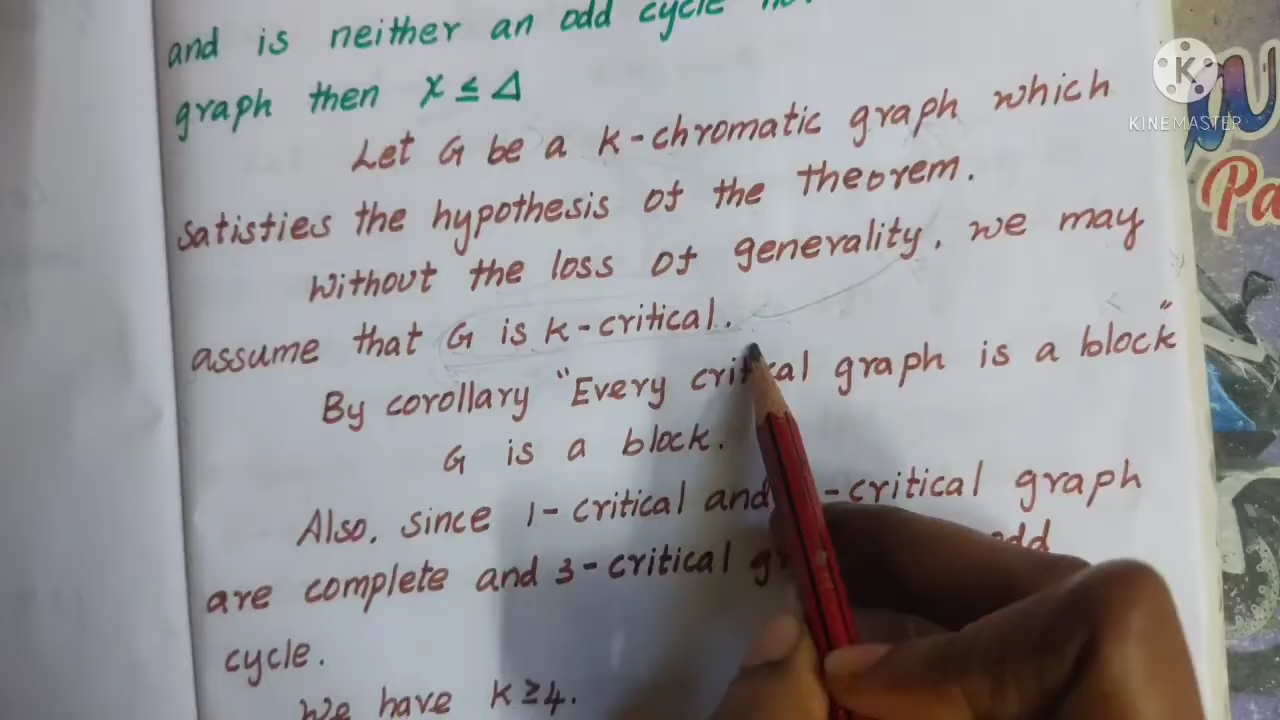 and is neither an odd cycle
graph then χ ≤ Δ
Let G be a K-chromatic graph which
satisfies the hypothesis of the theorem.
Without the loss of generality, we may
assume that G is K-critical.
By corollary "Every critical graph is a block"
G is a block.
Also, since 1-critical and -critical graph
are complete and 3-critical odd
cycle.
We have K ≥ 4.
K
KINEMASTER
Pa